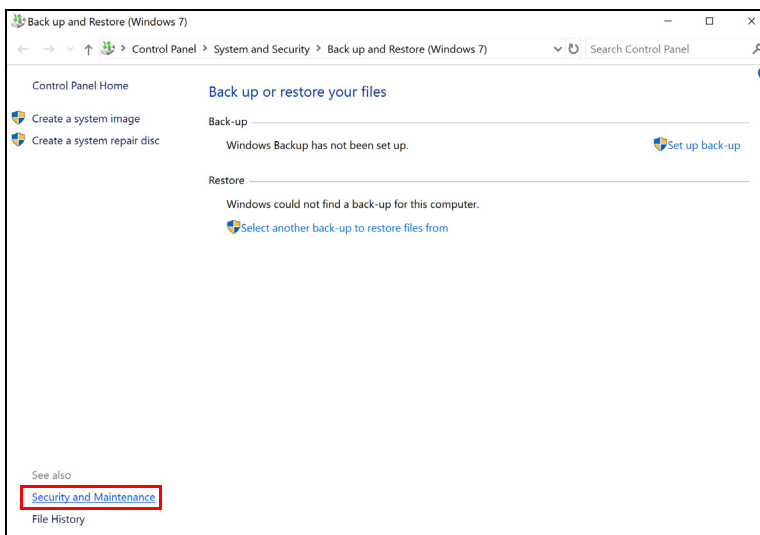 Back up and Restore (Windows 7)
Control Panel > System and Security > Back up and Restore (Windows 7)
Search Control Panel
Control Panel Home
Create a system image
Create a system repair disc
Back up or restore your files
Back-up
Windows Backup has not been set up.
Set up back-up
Restore
Windows could not find a back-up for this computer.
Select another back-up to restore files from
See also
Security and Maintenance
File History